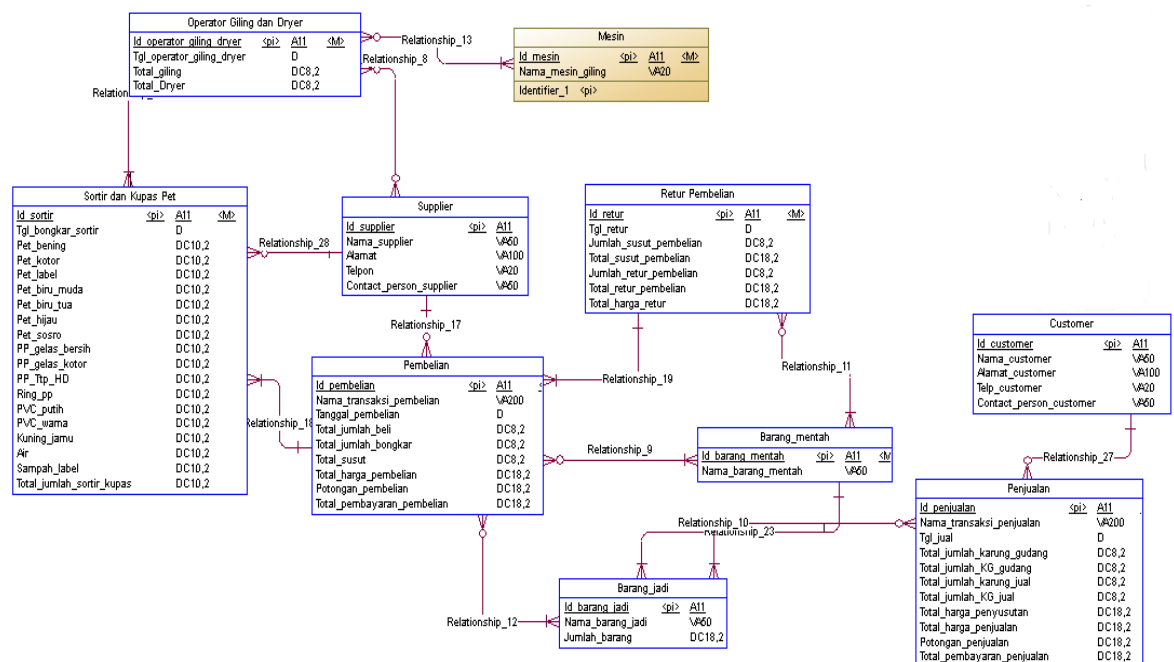 Operator Giling dan Dryer
Id_operator_giling_dryer <pi> A11 <M>
Tgl_operator_giling_dryer D
Total_giling DC8,2
Total_Dryer DC8,2
Relationship_13
Relationship_8
Mesin
Id_mesin <pi> A11 <M>
Nama_mesin_giling VA20
Identifier_1 <pi>
Sortir dan Kupas Pet
Id_sortir <pi> A11 <M>
Tgl_bongkar_sortir D
Pet_bening DC10,2
Pet_kotor DC10,2
Pet_label DC10,2
Pet_biru_muda DC10,2
Pet_biru_tua DC10,2
Pet_hijau DC10,2
Pet_sosro DC10,2
PP_gelas_bersih DC10,2
PP_gelas_kotor DC10,2
PP_Ttp_HD DC10,2
Ring_pp DC10,2
PVC_putih DC10,2
PVC_warna DC10,2
Kuning_jamu DC10,2
Air DC10,2
Sampah_label DC10,2
Total_jumlah_sortir_kupas DC10,2
Relationship_28
Supplier
Id_supplier <pi> A11
Nama_supplier VA50
Alamat VA100
Telpon VA20
Contact_person_supplier VA50
Relationship_17
Retur Pembelian
Id_retur <pi> A11 <M>
Tgl_retur D
Jumlah_susut_pembelian DC8,2
Total_susut_pembelian DC18,2
Jumlah_retur_pembelian DC8,2
Total_retur_pembelian DC18,2
Total_harga_retur DC18,2
Relationship_11
Relationship_19
Customer
Id_customer <pi> A11
Nama_customer VA50
Alamat_customer VA100
Telp_customer VA20
Contact_person_customer VA50
Relationship_27
Pembelian
Id_pembelian <pi> A11
Nama_transaksi_pembelian VA200
Tanggal_pembelian D
Total_jumlah_beli DC8,2
Total_jumlah_bongkar DC8,2
Total_susut DC8,2
Total_harga_pembelian DC18,2
Potongan_pembelian DC18,2
Total_pembayaran_pembelian DC18,2
Relationship_18
Relationship_9
Barang_mentah
Id_barang_mentah <pi> A11 <M
Nama_barang_mentah VA50
Relationship_10
Relationship_23
Penjualan
Id_penjualan <pi> A11
Nama_transaksi_penjualan VA200
Tgl_jual D
Total_jumlah_karung_gudang DC8,2
Total_jumlah_KG_gudang DC8,2
Total_jumlah_karung_jual DC8,2
Total_jumlah_KG_jual DC8,2
Total_harga_penyusutan DC18,2
Total_harga_penjualan DC18,2
Potongan_penjualan DC18,2
Total_pembayaran_penjualan DC18,2
Barang_jadi
Id_barang_jadi <pi> A11
Nama_barang_jadi VA50
Jumlah_barang DC18,2
Relationship_12